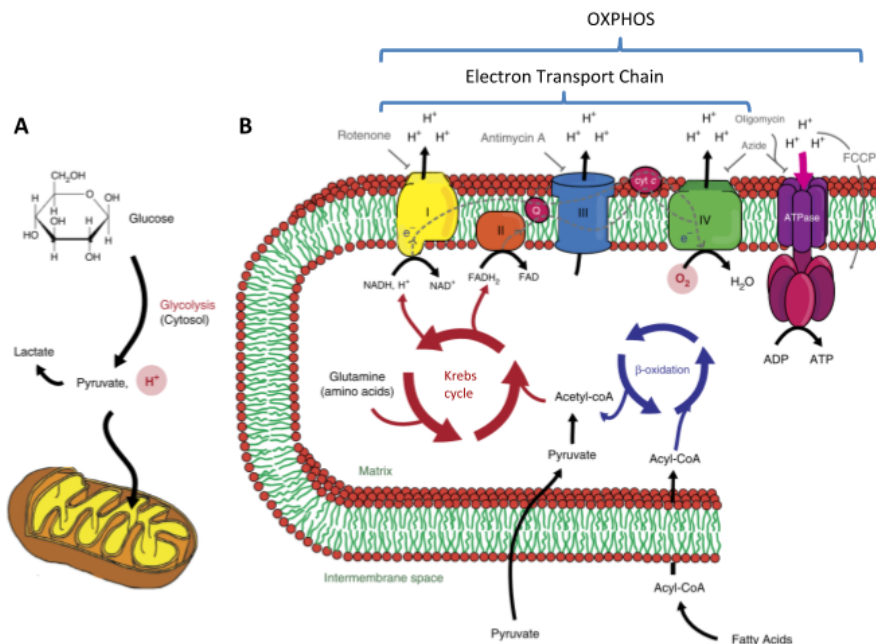 OXPHOS
Electron Transport Chain
A
B
CH₂OH
O
OH
H
H
OH
H
HO
H
H
OH
Glucose
Glycolysis
(Cytosol)
Lactate
Pyruvate, H⁺
H⁺
H⁺ H⁺
Rotenone
I
e⁻
NADH, H⁺
NAD⁺
II
FADH₂
FAD
Q
H⁺
H⁺ H⁺
Antimycin A
III
cyt c
H⁺
H⁺ H⁺
IV
e⁻
O₂
H₂O
Oligomycin
Azide
H⁺
H⁺ H⁺
FCCP
ATPase
ADP
ATP
Glutamine
(amino acids)
Krebs
cycle
Acetyl-coA
β-oxidation
Pyruvate
Acyl-CoA
Matrix
Intermembrane space
Pyruvate
Acyl-CoA
Fatty Acids